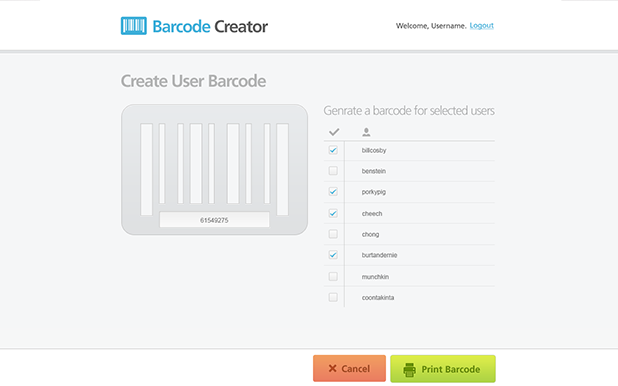 Barcode Creator
Welcome, Username. Logout
Create User Barcode
Genrate a barcode for selected users
billcosby
benstein
porkypig
cheech
chong
burtandernie
munchkin
coontakinta
61549275
Cancel
Print Barcode